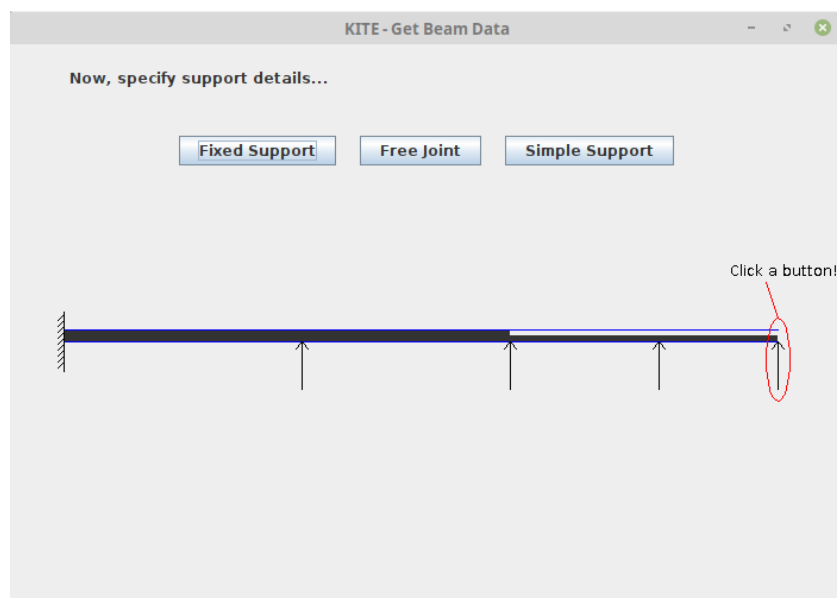 KITE - Get Beam Data
Now, specify support details...
Fixed Support
Free Joint
Simple Support
Click a button!